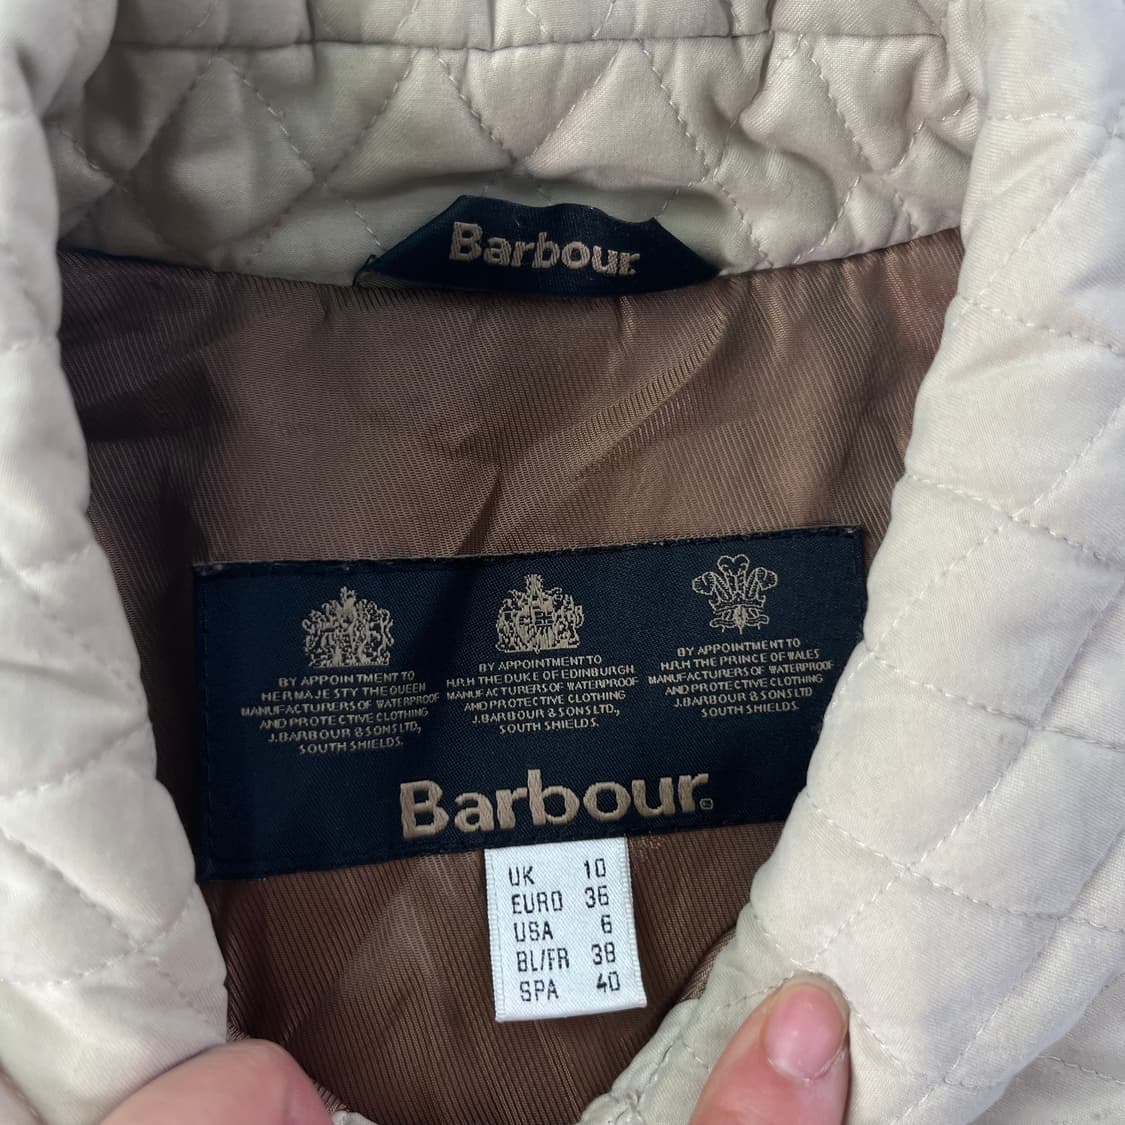 Barbour
BY APPOINTMENT TO
HER MAJESTY THE QUEEN
MANUFACTURERS OF WATERPROOF
AND PROTECTIVE CLOTHING
J.BARBOUR & SONS LTD,
SOUTH SHIELDS.
BY APPOINTMENT TO
H.R.H THE DUKE OF EDINBURGH
MANUFACTURERS OF WATERPROOF
AND PROTECTIVE CLOTHING
J.BARBOUR & SONS LTD,
SOUTH SHIELDS.
BY APPOINTMENT TO
H.R.H THE PRINCE OF WALES
MANUFACTURERS OF WATERPROOF
AND PROTECTIVE CLOTHING
J.BARBOUR & SONS LTD
SOUTH SHIELDS.
Barbour®
UK 10
EURO 36
USA 6
BL/FR 38
SPA 40